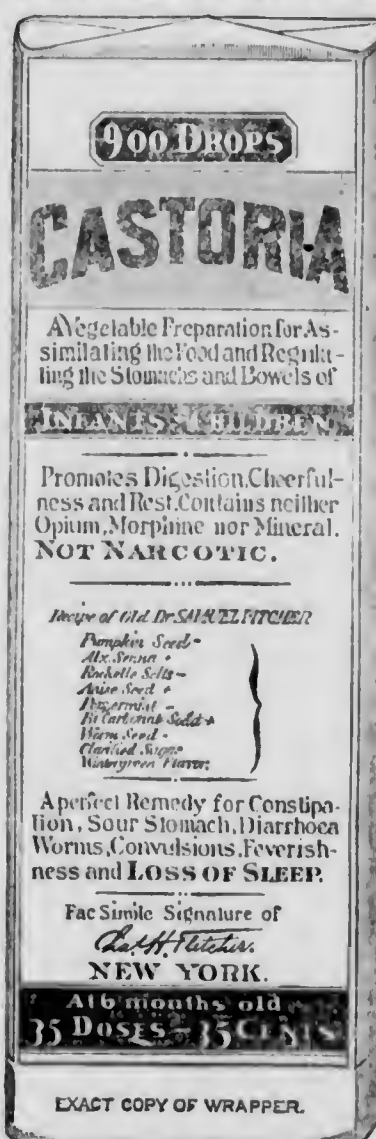 900 DROPS
CASTORIA
A Vegetable Preparation for As-
similating the Food and Regula-
ting the Stomachs and Bowels of
INFANTS CHILDREN
Promotes Digestion, Cheerful-
ness and Rest. Contains neither
Opium, Morphine nor Mineral.
NOT NARCOTIC.
Recipe of Old Dr SAMUEL PITCHER
Pumpkin Seed -
Alx. Senna +
Rochelle Salts -
Anise Seed +
Peppermint -
Bi Carbonate Soda +
Worm Seed -
Clarified Sugar
Wintergreen Flavor.
A perfect Remedy for Constipa-
tion, Sour Stomach, Diarrhoea
Worms, Convulsions, Feverish-
ness and LOSS OF SLEEP.
Fac Simile Signature of
Chas. H. Fletcher.
NEW YORK.
At 6 months old
35 DOSES - 35 CENTS
EXACT COPY OF WRAPPER.